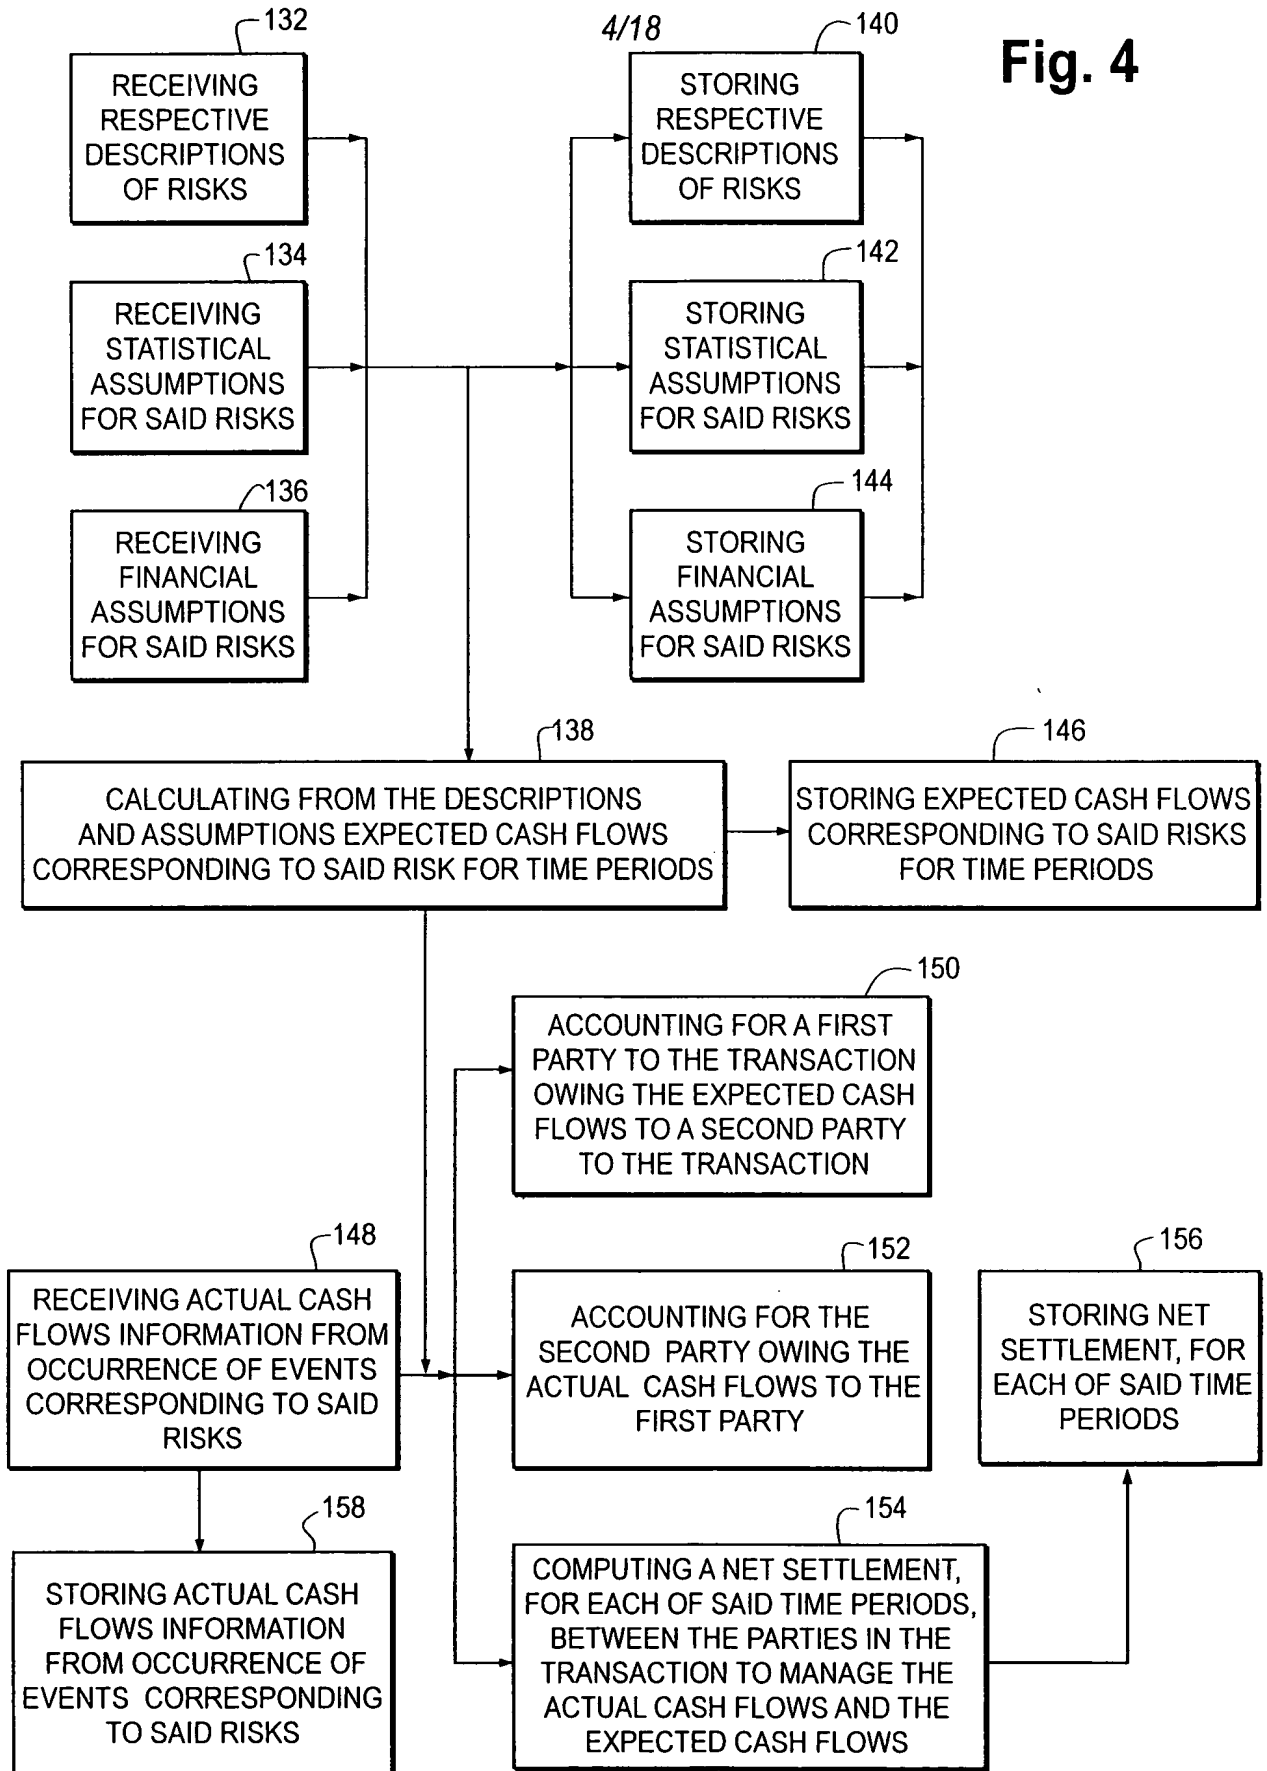 4/18
Fig. 4
132
RECEIVING
RESPECTIVE
DESCRIPTIONS
OF RISKS
140
STORING
RESPECTIVE
DESCRIPTIONS
OF RISKS
134
RECEIVING
STATISTICAL
ASSUMPTIONS
FOR SAID RISKS
142
STORING
STATISTICAL
ASSUMPTIONS
FOR SAID RISKS
136
RECEIVING
FINANCIAL
ASSUMPTIONS
FOR SAID RISKS
144
STORING
FINANCIAL
ASSUMPTIONS
FOR SAID RISKS
138
CALCULATING FROM THE DESCRIPTIONS
AND ASSUMPTIONS EXPECTED CASH FLOWS
CORRESPONDING TO SAID RISK FOR TIME PERIODS
146
STORING EXPECTED CASH FLOWS
CORRESPONDING TO SAID RISKS
FOR TIME PERIODS
150
ACCOUNTING FOR A FIRST
PARTY TO THE TRANSACTION
OWING THE EXPECTED CASH
FLOWS TO A SECOND PARTY
TO THE TRANSACTION
148
RECEIVING ACTUAL CASH
FLOWS INFORMATION FROM
OCCURRENCE OF EVENTS
CORRESPONDING TO SAID
RISKS
152
ACCOUNTING FOR THE
SECOND PARTY OWING THE
ACTUAL CASH FLOWS TO THE
FIRST PARTY
156
STORING NET
SETTLEMENT, FOR
EACH OF SAID TIME
PERIODS
158
STORING ACTUAL CASH
FLOWS INFORMATION
FROM OCCURRENCE OF
EVENTS CORRESPONDING
TO SAID RISKS
154
COMPUTING A NET SETTLEMENT,
FOR EACH OF SAID TIME PERIODS,
BETWEEN THE PARTIES IN THE
TRANSACTION TO MANAGE THE
ACTUAL CASH FLOWS AND THE
EXPECTED CASH FLOWS